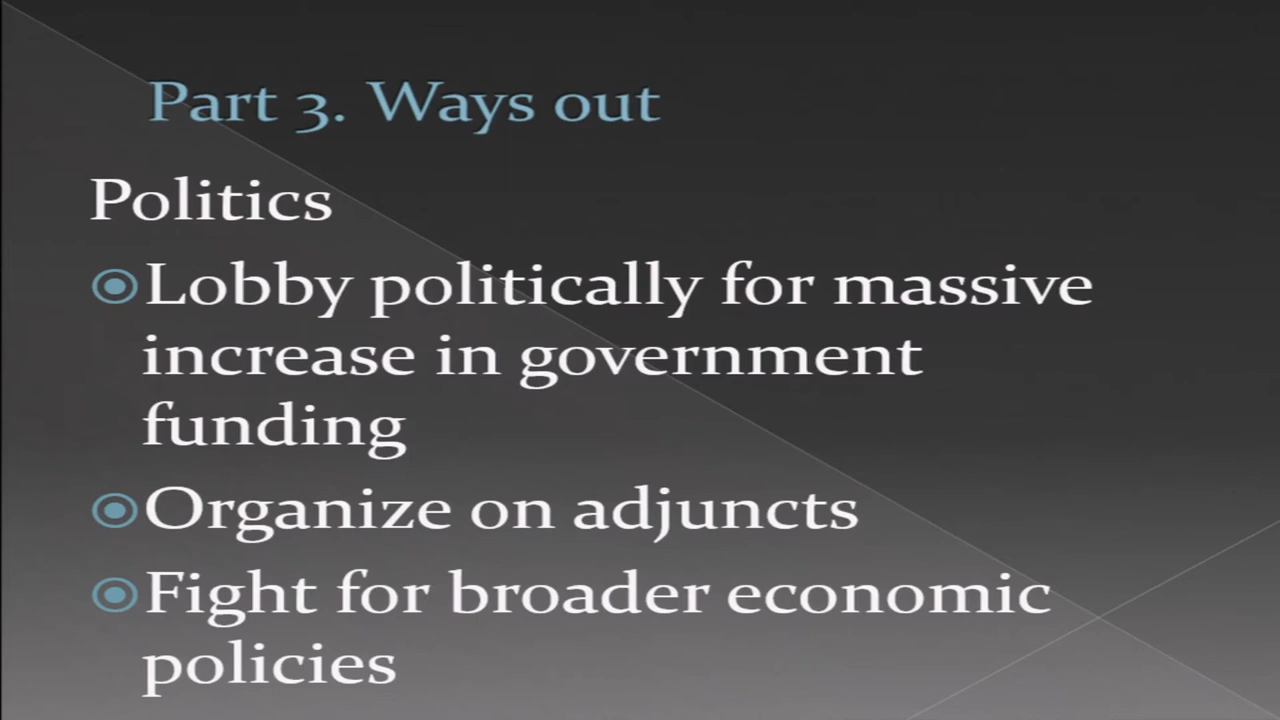 Part 3. Ways out
Politics
Lobby politically for massive
increase in government
funding
Organize on adjuncts
Fight for broader economic
policies